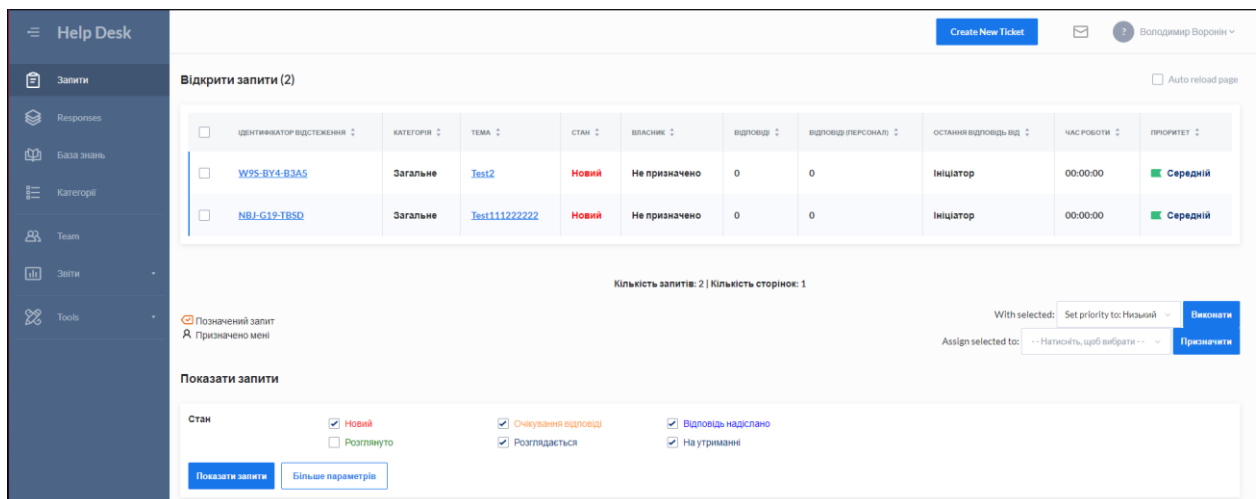 Help Desk
Create New Ticket
?
Володимир Воронін
Запити
Responses
База знань
Категорії
Team
Звіти
Tools
Відкрити запити (2)
Auto reload page
ІДЕНТИФІКАТОР ВІДСТЕЖЕННЯ КАТЕГОРІЯ ТЕМА СТАН ВЛАСНИК ВІДПОВІДІ ВІДПОВІДІ (ПЕРСОНАЛ) ОСТАННЯ ВІДПОВІДЬ ВІД ЧАС РОБОТИ ПРІОРИТЕТ
W9S-BY4-B3A5 Загальне Test2 Новий Не призначено 0 0 Ініціатор 00:00:00 Середній
NBJ-G19-TBSD Загальне Test111222222 Новий Не призначено 0 0 Ініціатор 00:00:00 Середній
Кількість запитів: 2 | Кількість сторінок: 1
Позначений запит
Призначено мені
With selected: Set priority to: Низький Виконати
Assign selected to: - - Натисніть, щоб вибрати - - Призначити
Показати запити
Стан
Новий Очікування відповіді Відповідь надіслано
Розглянуто Розглядається На утриманні
Показати запити Більше параметрів